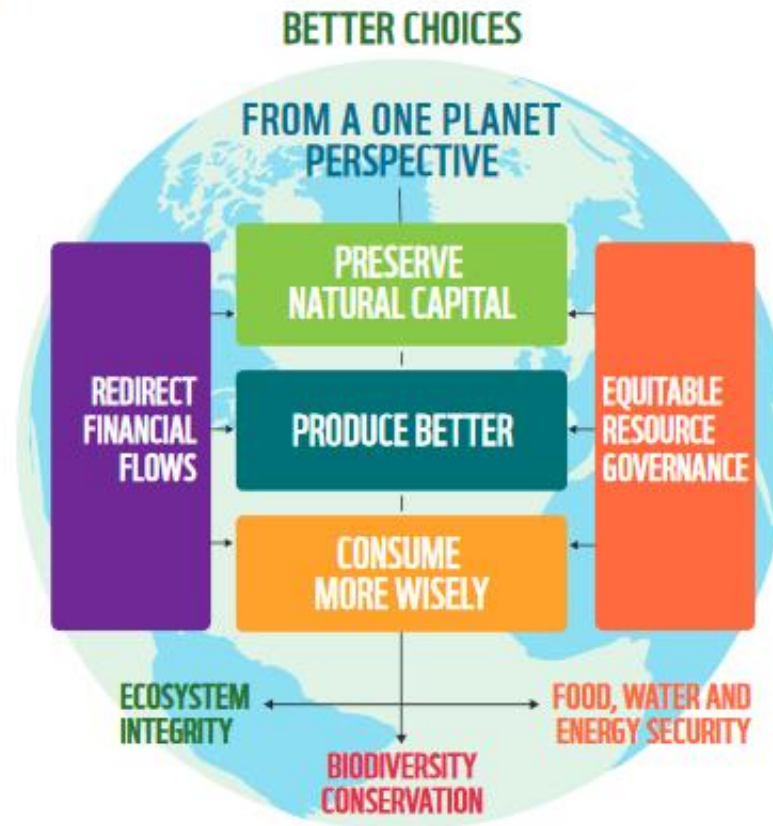 BETTER CHOICES
FROM A ONE PLANET
PERSPECTIVE
PRESERVE
NATURAL CAPITAL
REDIRECT
FINANCIAL
FLOWS
PRODUCE BETTER
EQUITABLE
RESOURCE
GOVERNANCE
CONSUME
MORE WISELY
ECOSYSTEM
INTEGRITY
BIODIVERSITY
CONSERVATION
FOOD, WATER AND
ENERGY SECURITY